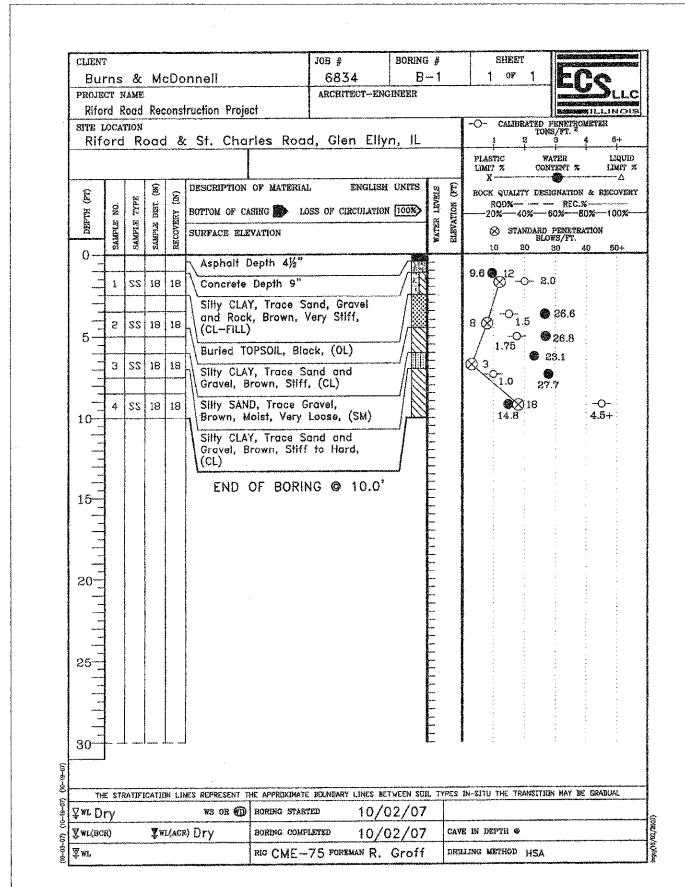 CLIENT
Burns & McDonnell
JOB #
6834
BORING #
B-1
SHEET
1 OF 1
ECS LLC
ILLINOIS
PROJECT NAME
Riford Road Reconstruction Project
ARCHITECT-ENGINEER
SITE LOCATION
Riford Road & St. Charles Road, Glen Ellyn, IL
-O- CALIBRATED PENETROMETER
TONS/FT. 2
1 2 3 4 5+
PLASTIC WATER LIQUID
LIMIT % CONTENT % LIMIT %
X Δ
ROCK QUALITY DESIGNATION & RECOVERY
RQD% REC.%
20% 40% 60% 80% 100%
⊗ STANDARD PENETRATION
BLOWS/FT.
10 20 30 40 50+
DEPTH (FT)
SAMPLE NO.
SAMPLE TYPE
SAMPLE DIST. (IN)
RECOVERY (IN)
DESCRIPTION OF MATERIAL ENGLISH UNITS
BOTTOM OF CASING LOSS OF CIRCULATION 100%
SURFACE ELEVATION
WATER LEVELS
ELEVATION (FT)
0
Asphalt Depth 4½"
9.6 12
1 SS 18 18
Concrete Depth 9"
2.0
Silty CLAY, Trace Sand, Gravel
and Rock, Brown, Very Stiff,
(CL-FILL)
2 SS 18 18
8 1.5 26.6
5
Buried TOPSOIL, Black, (OL)
1.75 26.8
23.1
3 SS 18 18
Silty CLAY, Trace Sand and
Gravel, Brown, Stiff, (CL)
3
1.0 27.7
4 SS 18 18
Silty SAND, Trace Gravel,
Brown, Moist, Very Loose, (SM)
18
14.8 4.5+
10
Silty CLAY, Trace Sand and
Gravel, Brown, Stiff to Hard,
(CL)
END OF BORING @ 10.0'
15
20
25
30
THE STRATIFICATION LINES REPRESENT THE APPROXIMATE BOUNDARY LINES BETWEEN SOIL TYPES IN-SITU THE TRANSITION MAY BE GRADUAL
WL Dry WS OR WD
BORING STARTED 10/02/07
WL(BCR) WL(ACR) Dry
BORING COMPLETED 10/02/07
CAVE IN DEPTH @
WL
RIG CME-75 FOREMAN R. Groff
DRILLING METHOD HSA